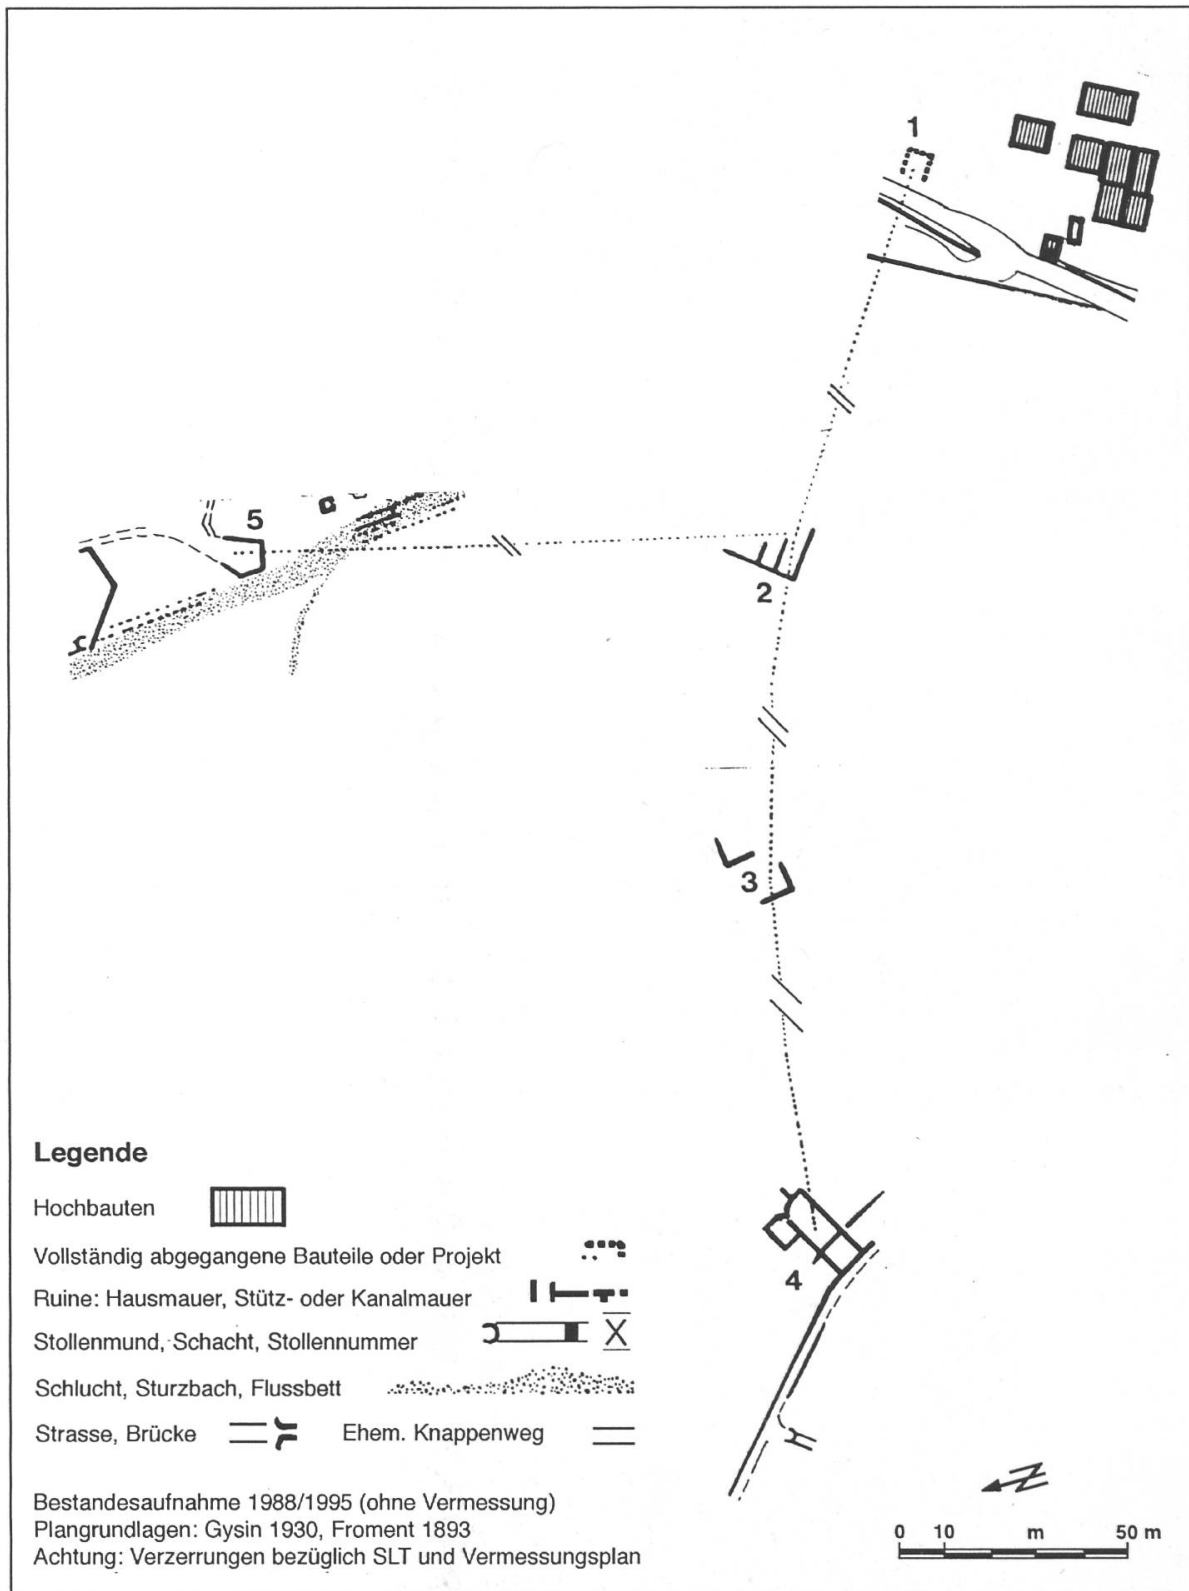 1
5
2
3
4
Legende
Hochbauten
Vollständig abgegangene Bauteile oder Projekt
Ruine: Hausmauer, Stütz- oder Kanalmauer
Stollenmund, Schacht, Stollennummer
X
Schlucht, Sturzbach, Flussbett
Strasse, Brücke Ehem. Knappenweg
Bestandesaufnahme 1988/1995 (ohne Vermessung)
Plangrundlagen: Gysin 1930, Froment 1893
Achtung: Verzerrungen bezüglich SLT und Vermessungsplan
N
0 10 m 50 m